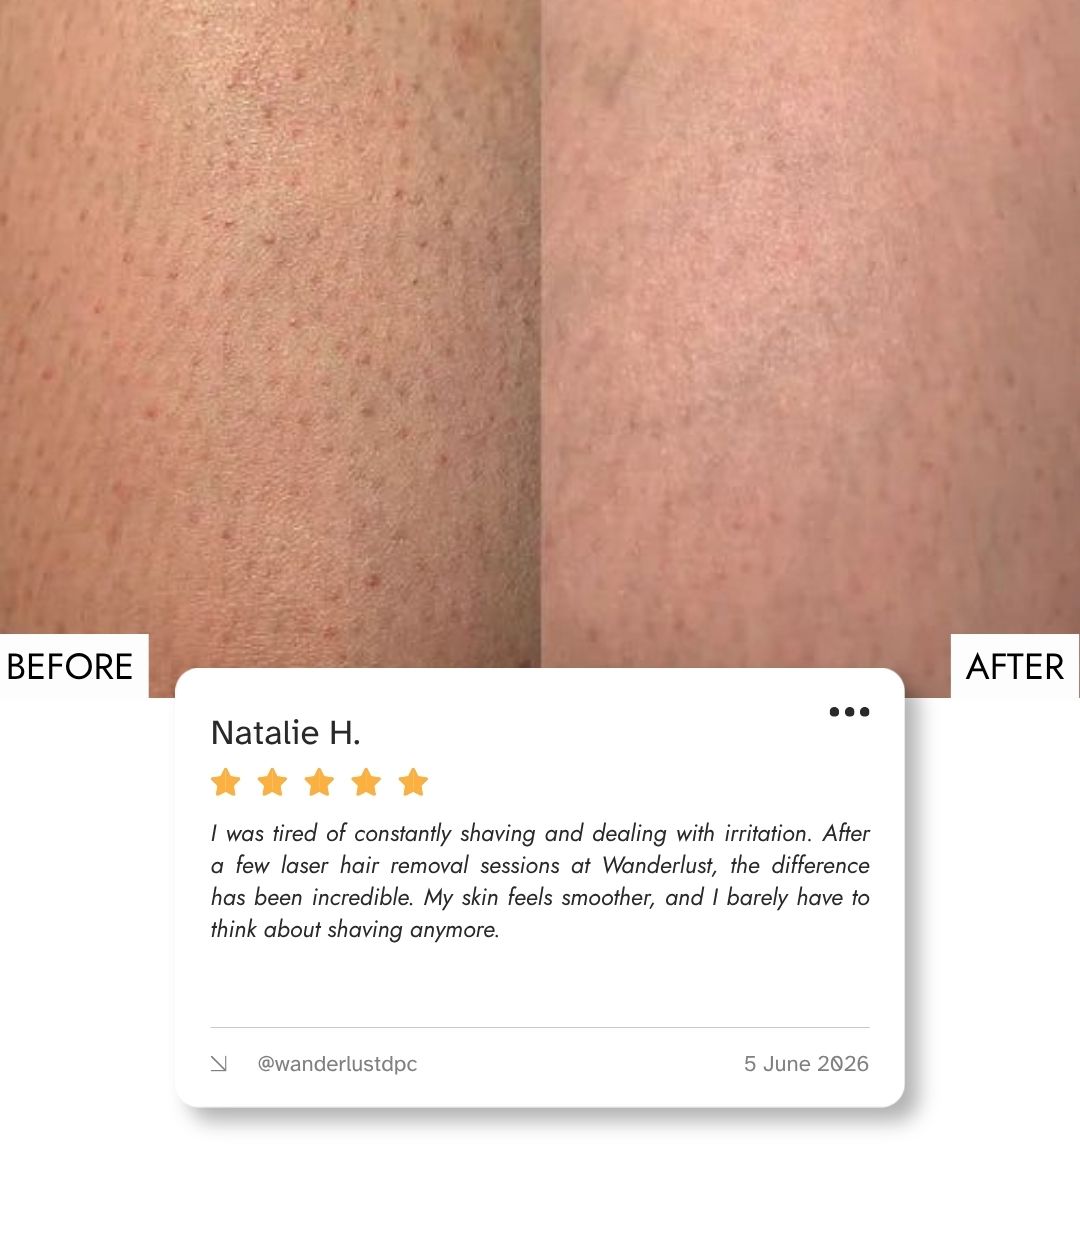 BEFORE
AFTER
Natalie H.
I was tired of constantly shaving and dealing with irritation. After
a few laser hair removal sessions at Wanderlust, the difference
has been incredible. My skin feels smoother, and I barely have to
think about shaving anymore.
@wanderlustdpc
5 June 2026